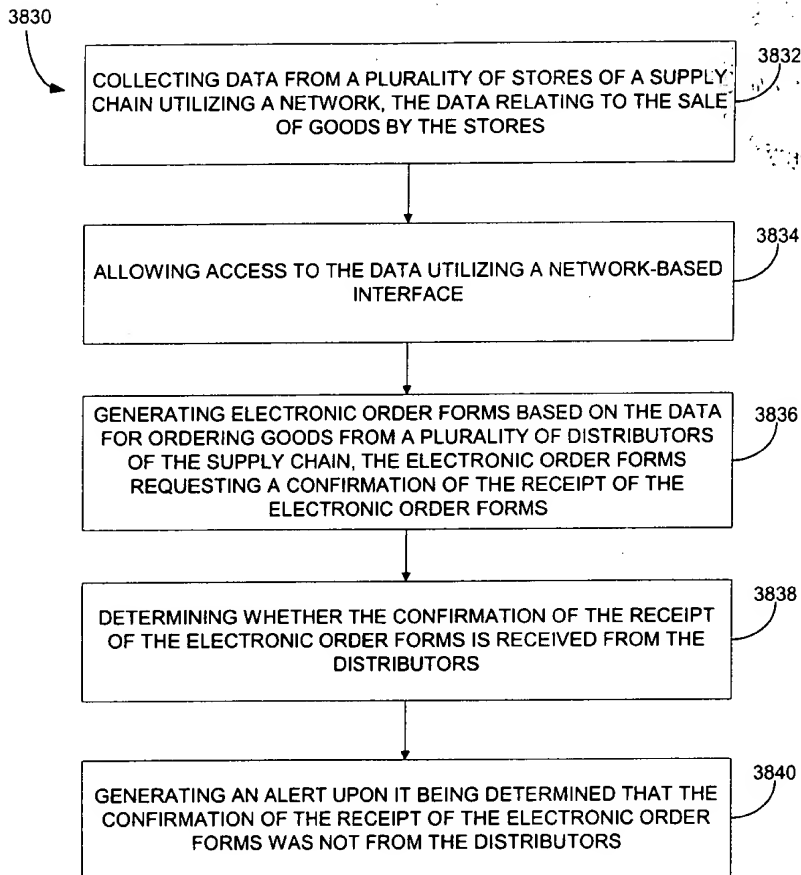 3830
COLLECTING DATA FROM A PLURALITY OF STORES OF A SUPPLY
CHAIN UTILIZING A NETWORK, THE DATA RELATING TO THE SALE
OF GOODS BY THE STORES
3832
ALLOWING ACCESS TO THE DATA UTILIZING A NETWORK-BASED
INTERFACE
3834
GENERATING ELECTRONIC ORDER FORMS BASED ON THE DATA
FOR ORDERING GOODS FROM A PLURALITY OF DISTRIBUTORS
OF THE SUPPLY CHAIN, THE ELECTRONIC ORDER FORMS
REQUESTING A CONFIRMATION OF THE RECEIPT OF THE
ELECTRONIC ORDER FORMS
3836
DETERMINING WHETHER THE CONFIRMATION OF THE RECEIPT
OF THE ELECTRONIC ORDER FORMS IS RECEIVED FROM THE
DISTRIBUTORS
3838
GENERATING AN ALERT UPON IT BEING DETERMINED THAT THE
CONFIRMATION OF THE RECEIPT OF THE ELECTRONIC ORDER
FORMS WAS NOT FROM THE DISTRIBUTORS
3840